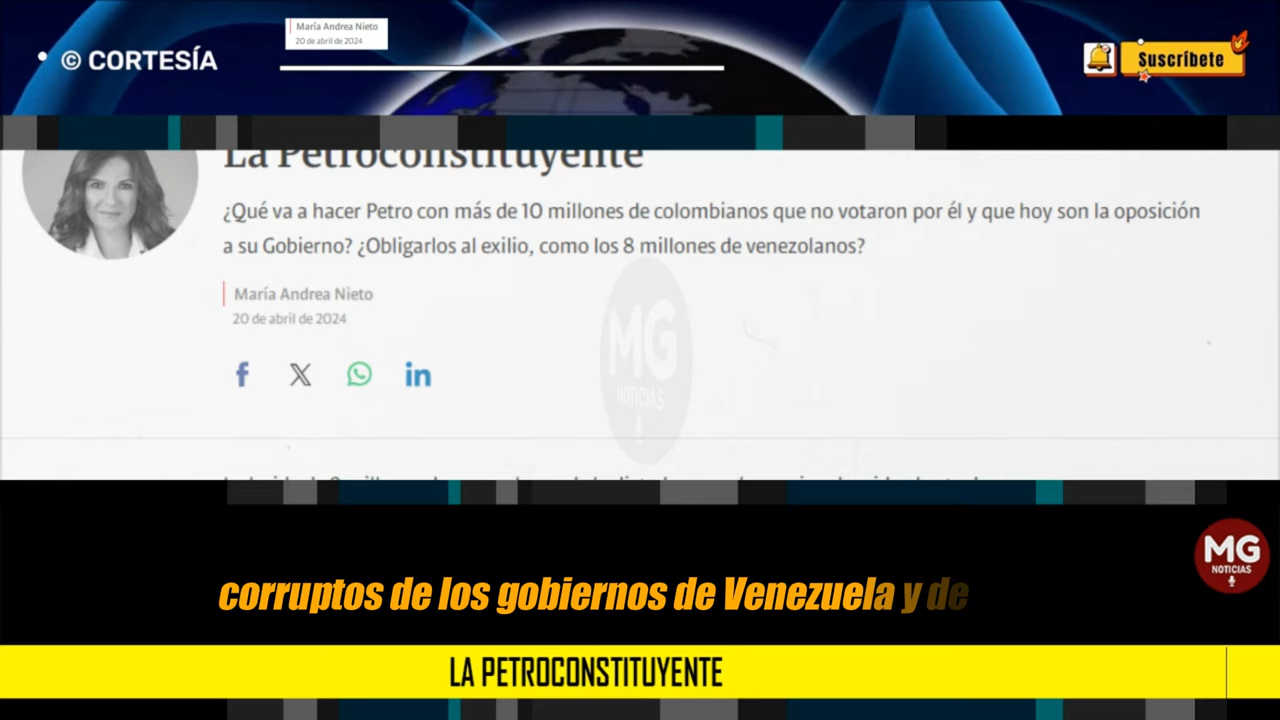 María Andrea Nieto
20 de abril de 2024
© CORTESÍA
Suscríbete
La Petroconstituyente
¿Qué va a hacer Petro con más de 10 millones de colombianos que no votaron por él y que hoy son la oposición
a su Gobierno? ¿Obligarlos al exilio, como los 8 millones de venezolanos?
María Andrea Nieto
20 de abril de 2024
MG
NOTICIAS
corruptos de los gobiernos de Venezuela y de
MG
NOTICIAS
LA PETROCONSTITUYENTE